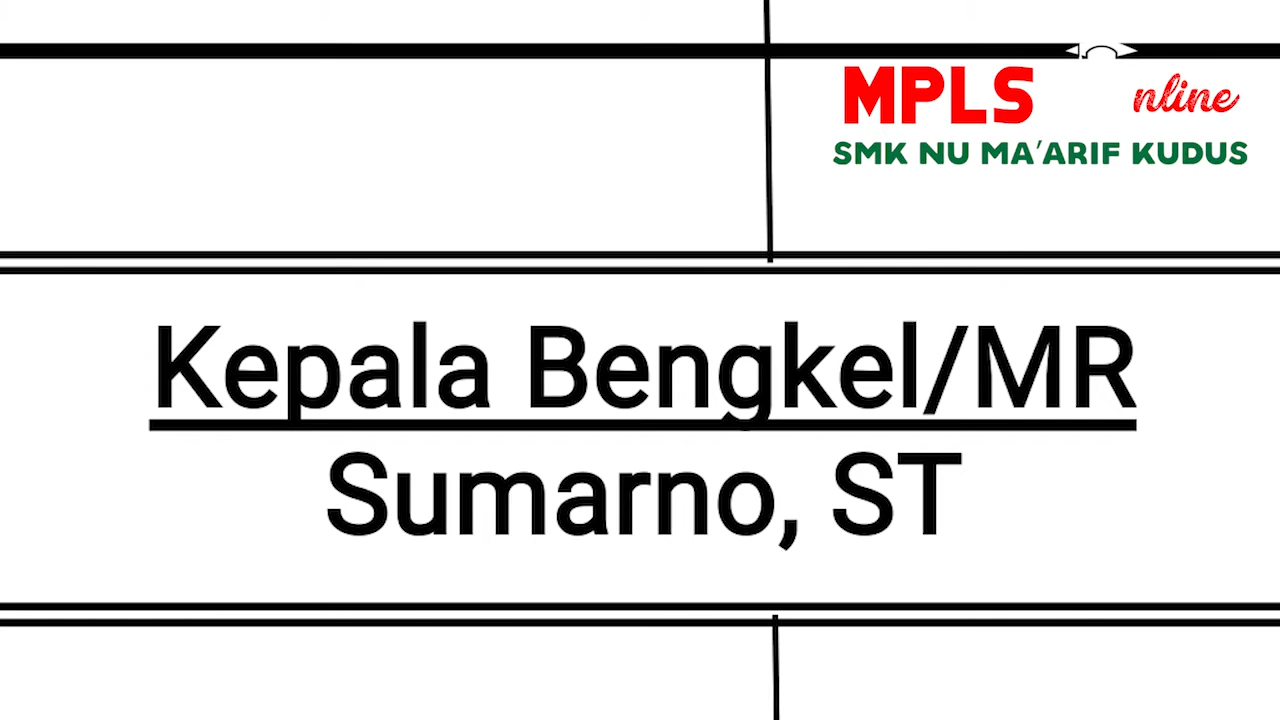 MPLS nline
SMK NU MA'ARIF KUDUS
Kepala Bengkel/MR
Sumarno, ST